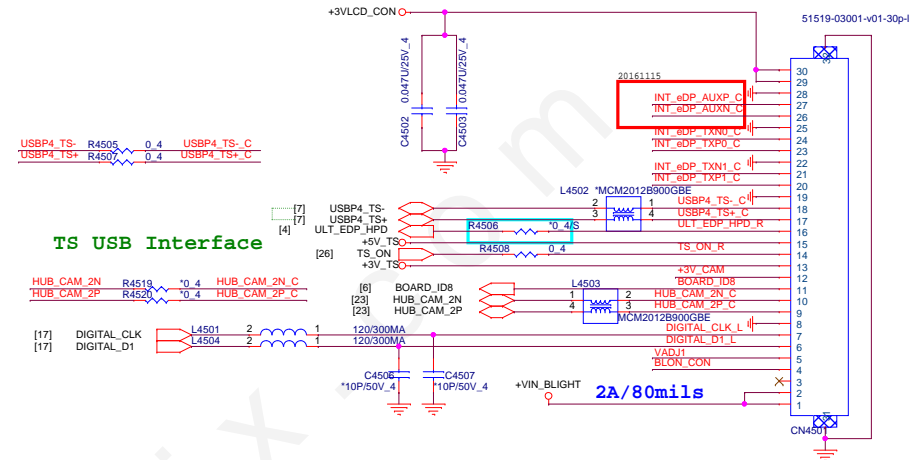 +3VLCD_CON
51519-03001-v01-30p-l
0.047U/25V_4
0.047U/25V_4
C4502
C4503
20161115
32
30
29
28
INT_eDP_AUXP_C
27
INT_eDP_AUXN_C
26
25
INT_eDP_TXN0_C
24
INT_eDP_TXP0_C
23
22
INT_eDP_TXN1_C
21
INT_eDP_TXP1_C
20
19
USBP4_TS- R4505 0_4 USBP4_TS-_C
USBP4_TS+ R4507 0_4 USBP4_TS+_C
TS USB Interface
L4502 *MCM2012B900GBE
[7] USBP4_TS- 2 1 USBP4_TS-_C 18
[7] USBP4_TS+ 3 4 USBP4_TS+_C 17
[4] ULT_EDP_HPD R4506 *0_4/S ULT_EDP_HPD_R 16
+5V_TS 15
[26] TS_ON R4508 0_4 TS_ON_R 14
+3V_TS 13
+3V_CAM 12
HUB_CAM_2N R4519 *0_4 HUB_CAM_2N_C
HUB_CAM_2P R4520 *0_4 HUB_CAM_2P_C
[6] BOARD_ID8 L4503 BOARD_ID8 11
[23] HUB_CAM_2N 1 2 HUB_CAM_2N_C 10
[23] HUB_CAM_2P 4 3 HUB_CAM_2P_C 9
MCM2012B900GBE
8
[17] DIGITAL_CLK L4501 2 1 120/300MA DIGITAL_CLK_L 7
[17] DIGITAL_D1 L4504 2 1 120/300MA DIGITAL_D1_L 6
VADJ1 5
BLON_CON 4
3
2
1
C4506 C4507
*10P/50V_4 *10P/50V_4
+VIN_BLIGHT
2A/80mils
31
CN4501